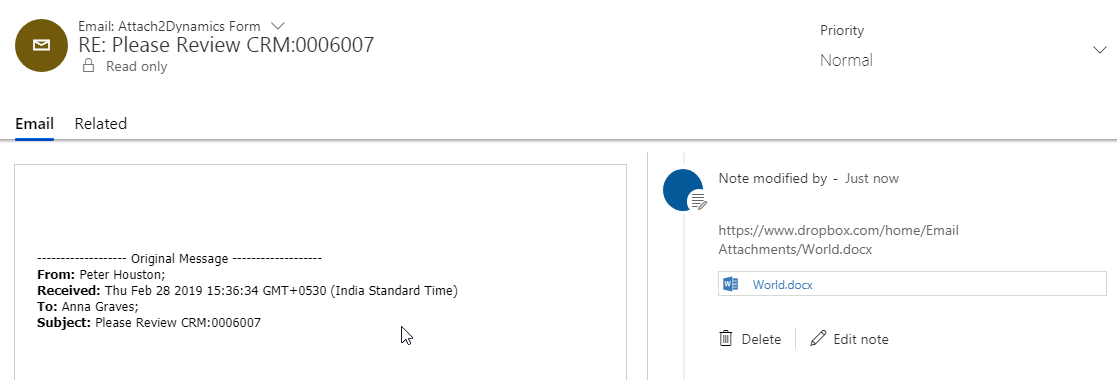 Email: Attach2Dynamics Form
RE: Please Review CRM:0006007
Read only
Priority
Normal
Email Related
------------------- Original Message -------------------
From: Peter Houston;
Received: Thu Feb 28 2019 15:36:34 GMT+0530 (India Standard Time)
To: Anna Graves;
Subject: Please Review CRM:0006007
Note modified by - Just now
https://www.dropbox.com/home/Email
Attachments/World.docx
World.docx
Delete Edit note